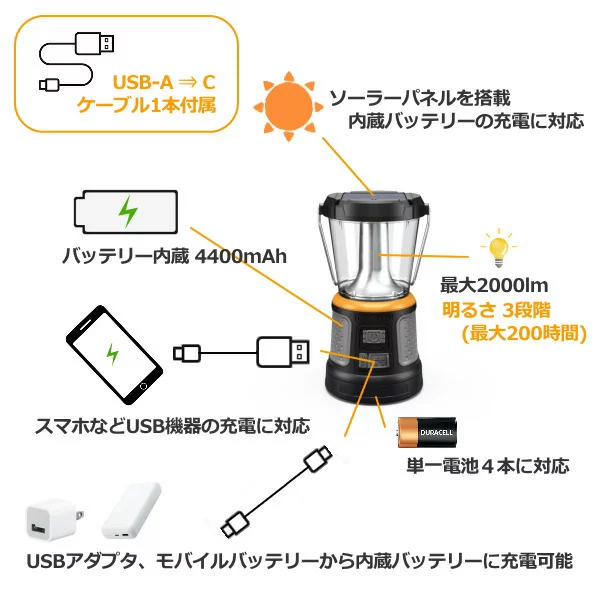 USB-A ⇒ C
ケーブル1本付属
ソーラーパネルを搭載
内蔵バッテリーの充電に対応
バッテリー内蔵 4400mAh
最大2000lm
明るさ 3段階
(最大200時間)
スマホなどUSB機器の充電に対応
DURACELL
単一電池４本に対応
USBアダプタ、モバイルバッテリーから内蔵バッテリーに充電可能